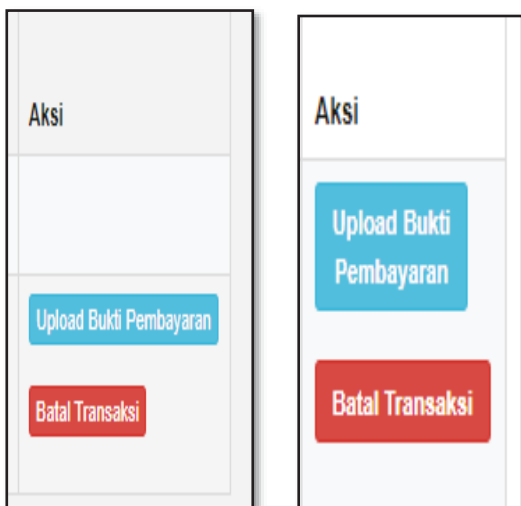 Aksi
Upload Bukti Pembayaran
Batal Transaksi
Aksi
Upload Bukti
Pembayaran
Batal Transaksi